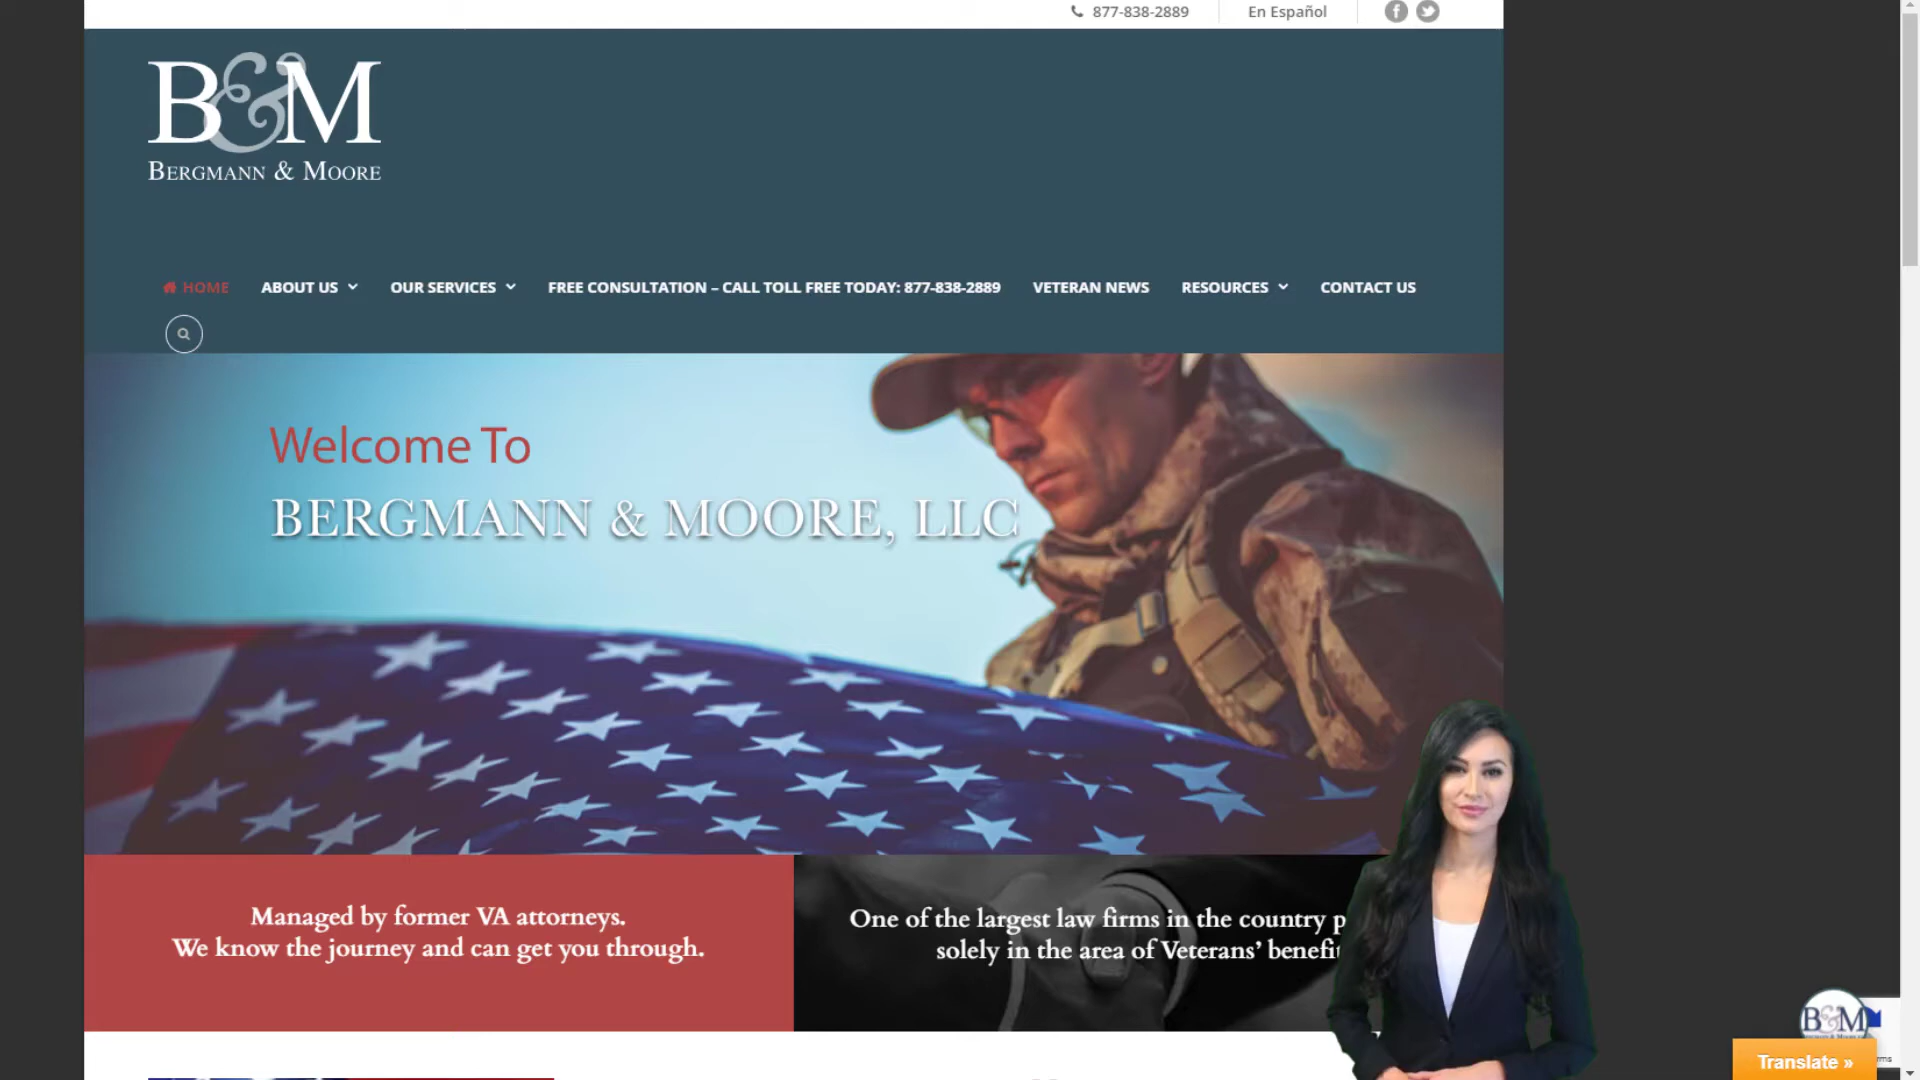 877-838-2889
En Español
B&M
BERGMANN & MOORE
HOME ABOUT US OUR SERVICES FREE CONSULTATION – CALL TOLL FREE TODAY: 877-838-2889 VETERAN NEWS RESOURCES CONTACT US
Welcome To
BERGMANN & MOORE, LLC
Managed by former VA attorneys.
We know the journey and can get you through.
One of the largest law firms in the country
solely in the area of Veterans’
B&M
Translate »